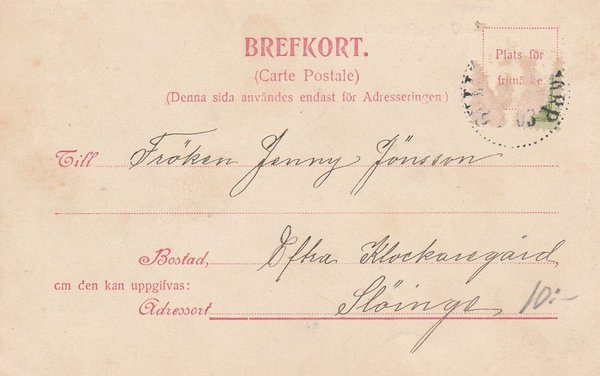 BREFKORT.
(Carte Postale)
(Denna sida användes endast för Adresseringen)
Plats för
frimärke
Till Fröken Jenny Jönsson
Bostad, Eftra Klockaregård
om den kan uppgifvas:
Adressort Slöinge 10:-